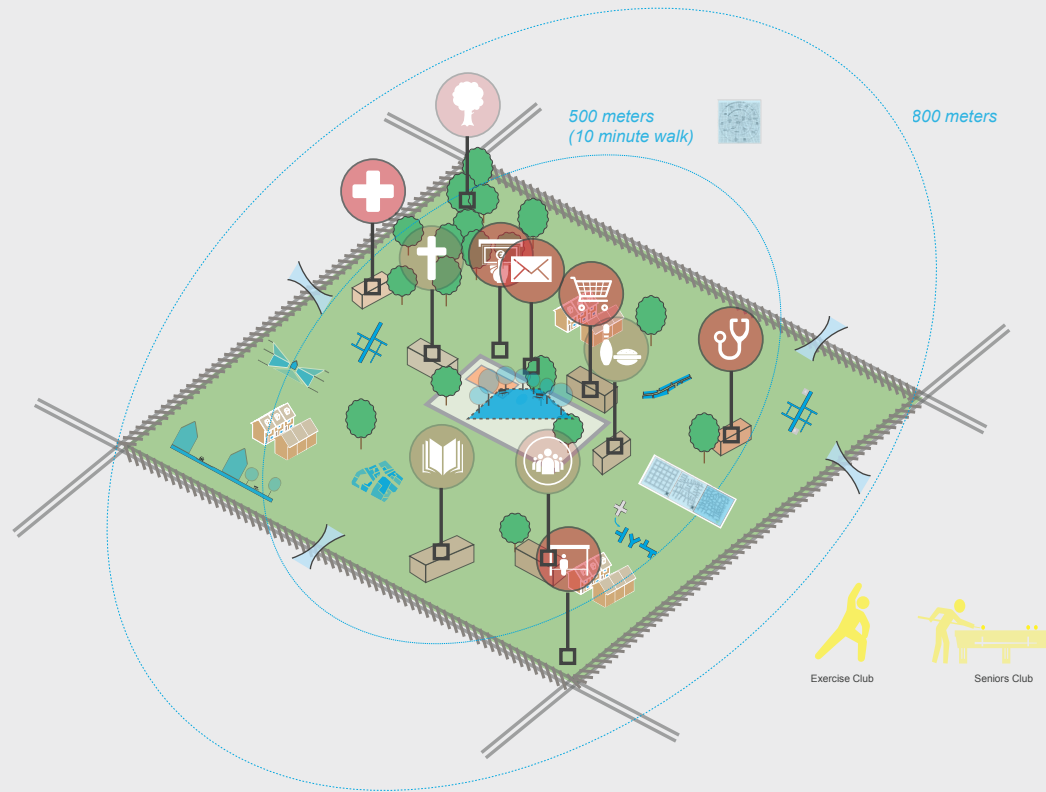 500 meters
(10 minute walk)
800 meters
Exercise Club
Seniors Club